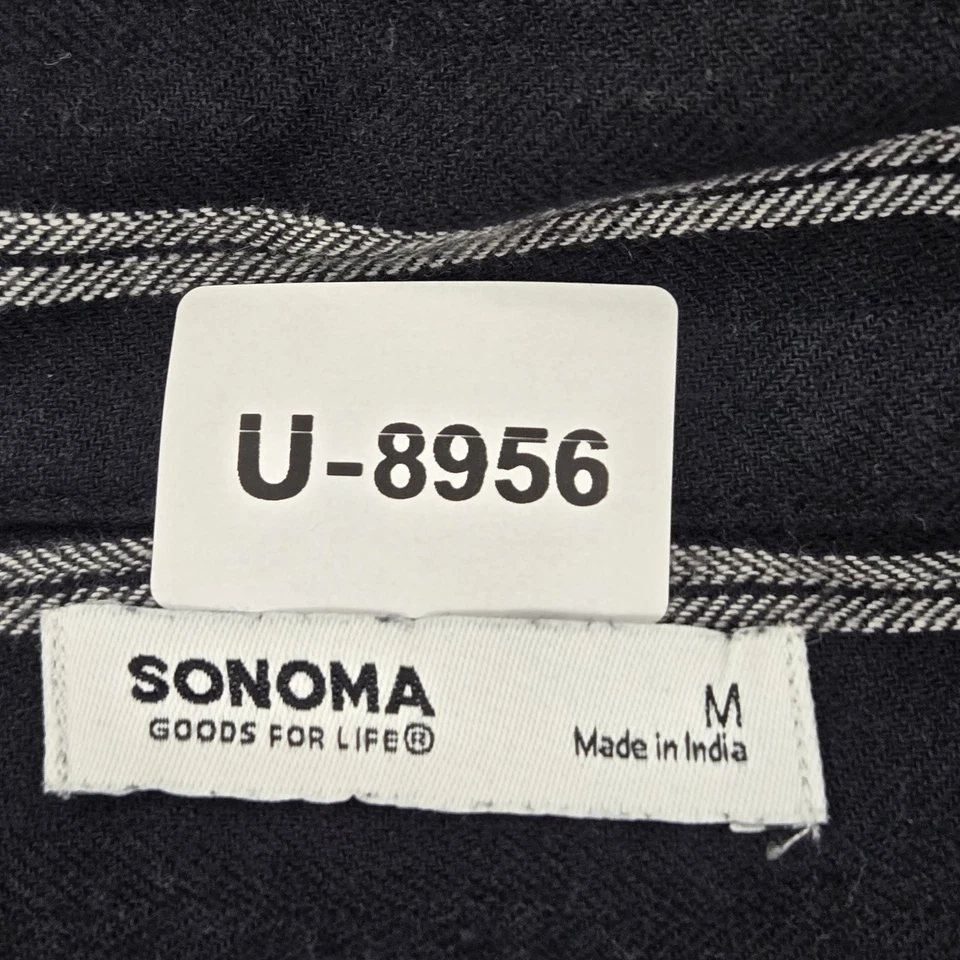 U-8956
SONOMA
GOODS FOR LIFE®
M
Made in India